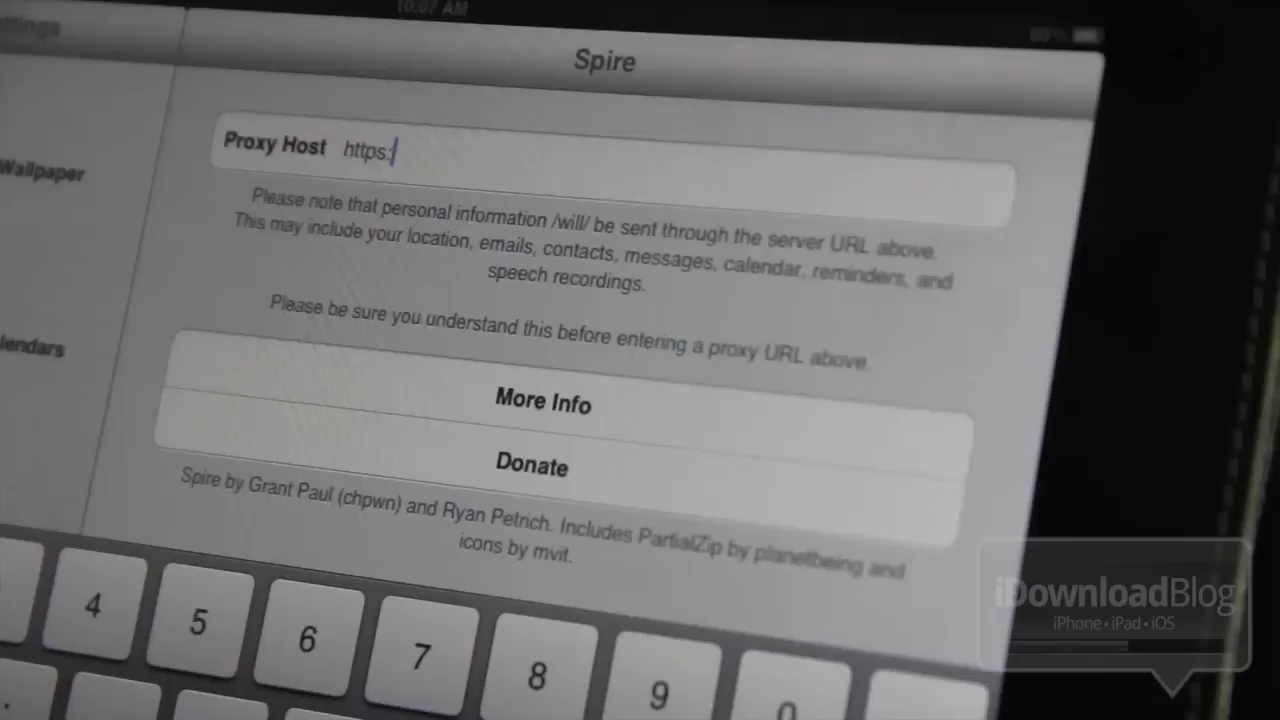 10:07 AM
Spire
Proxy Host https:
Please note that personal information /will/ be sent through the server URL above.
This may include your location, emails, contacts, messages, calendar, reminders, and
speech recordings.
Please be sure you understand this before entering a proxy URL above.
Wallpaper
More Info
Donate
Spire by Grant Paul (chpwn) and Ryan Petrich. Includes PartialZip by planetbeing and
icons by mvit.
4 5 6 7 8 9 0
iDownloadBlog
iPhone • iPad • iOS